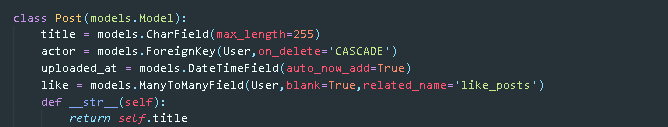 class Post(models.Model):
    title = models.CharField(max_length=255)
    actor = models.ForeignKey(User,on_delete='CASCADE')
    uploaded_at = models.DateTimeField(auto_now_add=True)
    like = models.ManyToManyField(User,blank=True,related_name='like_posts')
    def __str__(self):
        return self.title